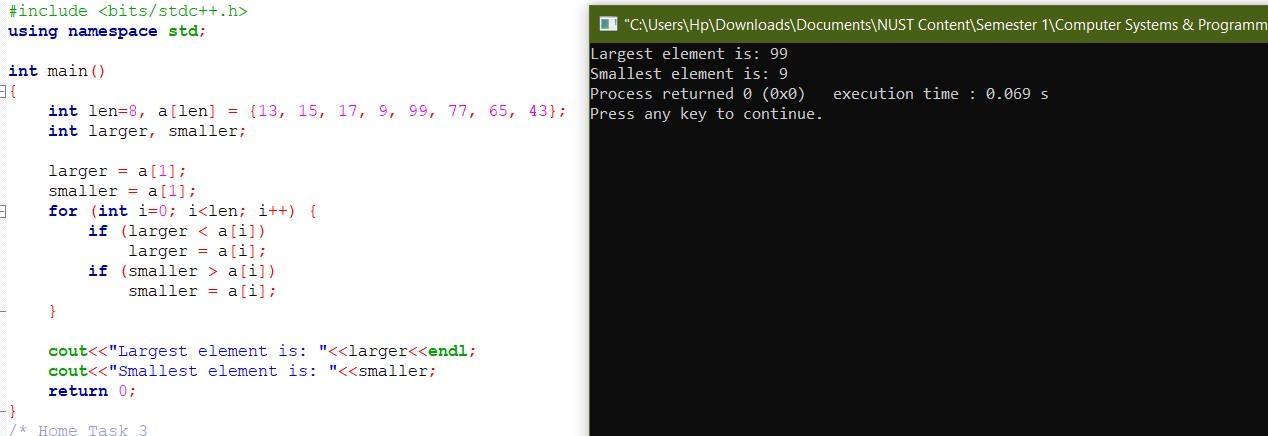 #include <bits/stdc++.h>
using namespace std;

int main()
{
    int len=8, a[len] = {13, 15, 17, 9, 99, 77, 65, 43};
    int larger, smaller;

    larger = a[1];
    smaller = a[1];
    for (int i=0; i<len; i++) {
        if (larger < a[i])
            larger = a[i];
        if (smaller > a[i])
            smaller = a[i];
    }

    cout<<"Largest element is: "<<larger<<endl;
    cout<<"Smallest element is: "<<smaller;
    return 0;
}
/* Home Task 3
"C:\Users\Hp\Downloads\Documents\NUST Content\Semester 1\Computer Systems & Programm
Largest element is: 99
Smallest element is: 9
Process returned 0 (0x0)   execution time : 0.069 s
Press any key to continue.